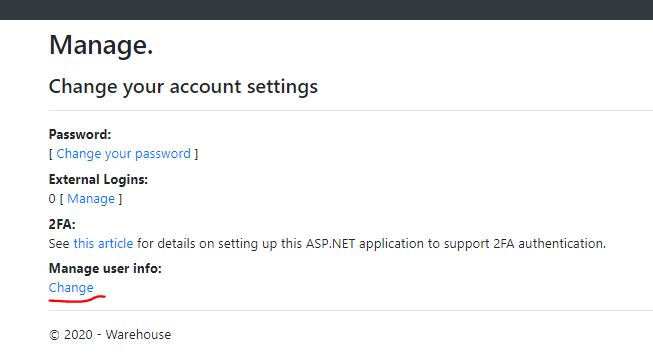 Manage.
Change your account settings
Password:
[ Change your password ]
External Logins:
0 [ Manage ]
2FA:
See this article for details on setting up this ASP.NET application to support 2FA authentication.
Manage user info:
Change
© 2020 - Warehouse